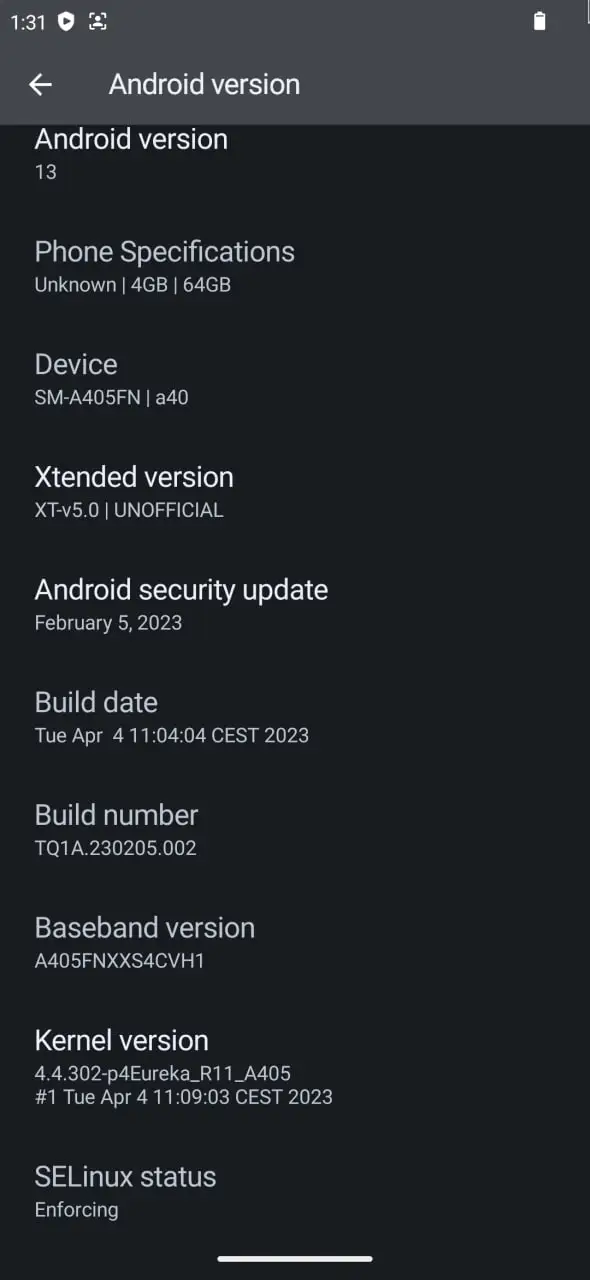 1:31
Android version
Android version
13
Phone Specifications
Unknown | 4GB | 64GB
Device
SM-A405FN | a40
Xtended version
XT-v5.0 | UNOFFICIAL
Android security update
February 5, 2023
Build date
Tue Apr  4 11:04:04 CEST 2023
Build number
TQ1A.230205.002
Baseband version
A405FNXXS4CVH1
Kernel version
4.4.302-p4Eureka_R11_A405
#1 Tue Apr 4 11:09:03 CEST 2023
SELinux status
Enforcing